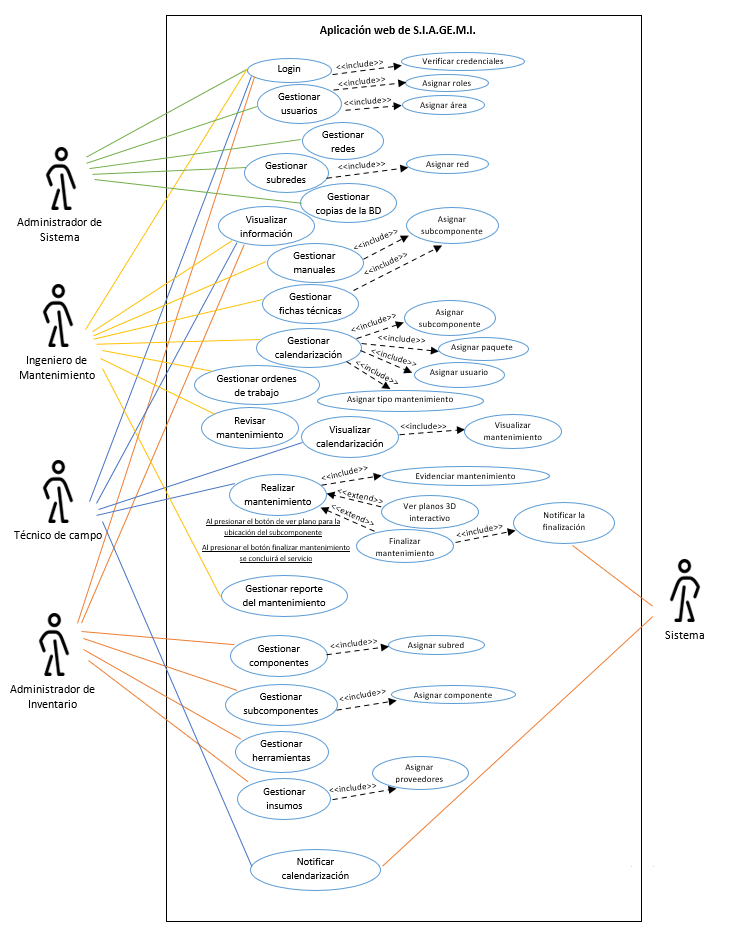 Aplicación web de S.I.A.GE.M.I.
Login
<<include>>
Verificar credenciales
Gestionar
usuarios
<<include>>
Asignar roles
<<include>>
Asignar área
Gestionar
redes
Gestionar
subredes
<<include>>
Asignar red
Administrador de
Sistema
Gestionar
copias de la BD
Visualizar
información
Asignar
subcomponente
Gestionar
manuales
<<include>>
<<include>>
Gestionar
fichas técnicas
Ingeniero de
Mantenimiento
Gestionar
calendarización
<<include>>
Asignar
subcomponente
<<include>>
Asignar paquete
<<include>>
Asignar usuario
<<include>>
Asignar tipo mantenimiento
Gestionar ordenes
de trabajo
Revisar
mantenimiento
Visualizar
calendarización
<<include>>
Visualizar
mantenimiento
Técnico de campo
Realizar
mantenimiento
<<include>>
Evidenciar mantenimiento
<<extend>>
Ver planos 3D
interactivo
<<extend>>
Finalizar
mantenimiento
<<include>>
Notificar la
finalización
Al presionar el botón de ver plano para la
ubicación del subcomponente
Al presionar el botón finalizar mantenimiento
se concluirá el servicio
Sistema
Gestionar reporte
del mantenimiento
Administrador de
Inventario
Gestionar
componentes
<<include>>
Asignar subred
Gestionar
subcomponentes
<<include>>
Asignar componente
Gestionar
herramientas
Gestionar
insumos
<<include>>
Asignar
proveedores
Notificar
calendarización